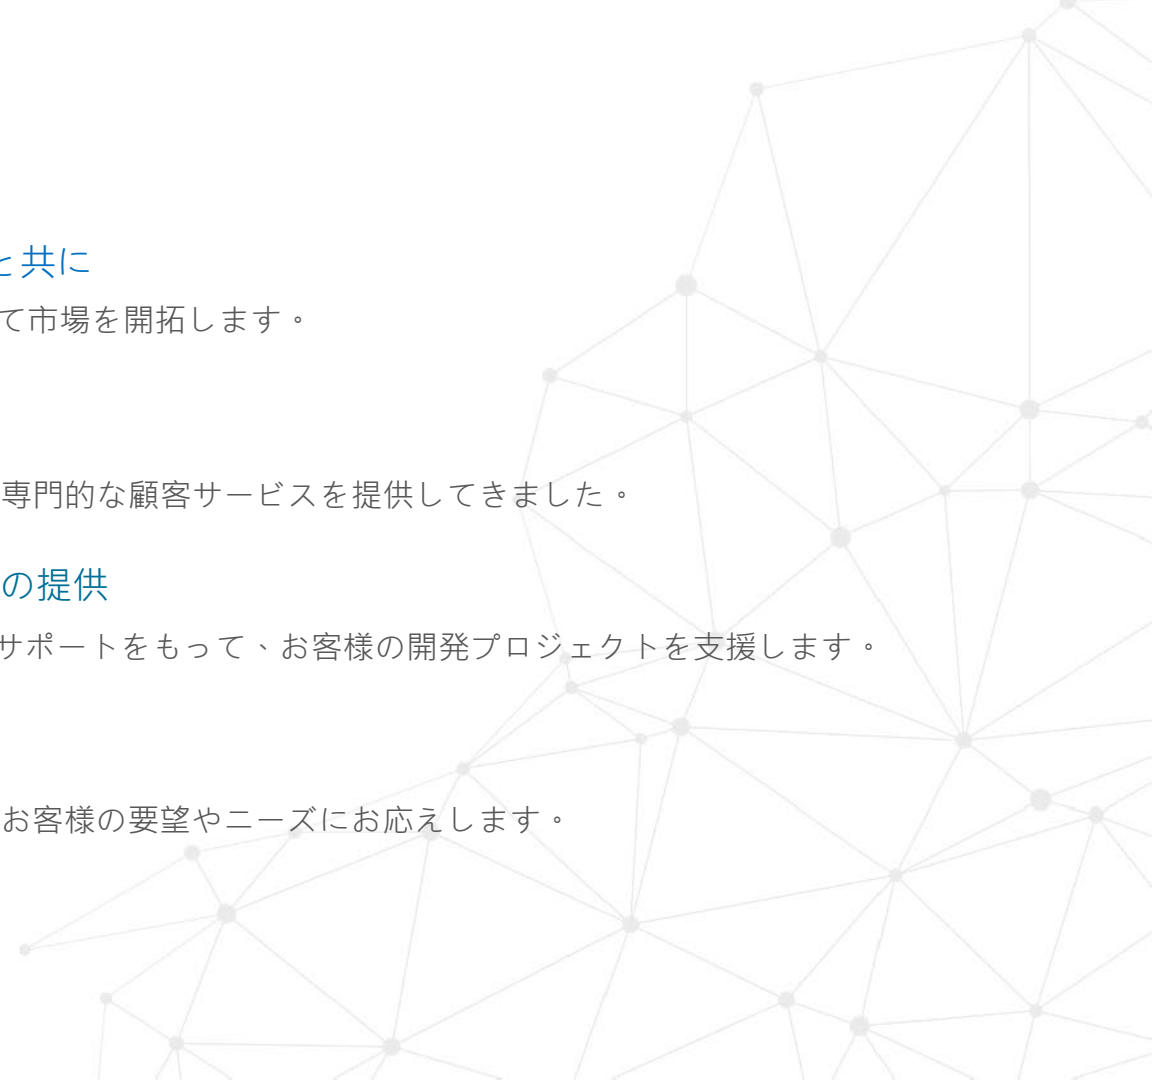 と共に
て市場を開拓します。
専門的な顧客サービスを提供してきました。
の提供
サポートをもって、お客様の開発プロジェクトを支援します。
お客様の要望やニーズにお応えします。